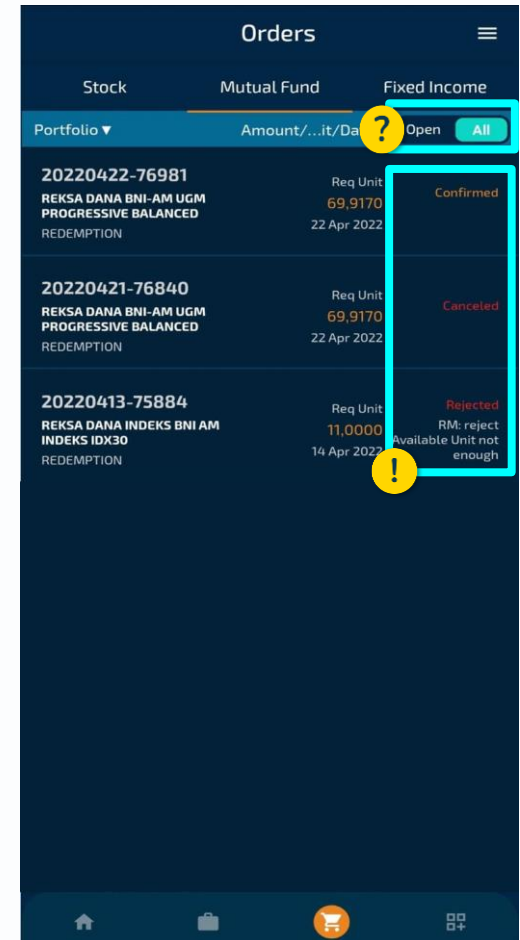 Orders
Stock
Mutual Fund
Fixed Income
Portfolio▼
Amount/...it/Da
?
Open
All
20220422-76981
REKSA DANA BNI-AM UGM
PROGRESSIVE BALANCED
REDEMPTION
Req Unit
69,9170
22 Apr 2022
Confirmed
20220421-76840
REKSA DANA BNI-AM UGM
PROGRESSIVE BALANCED
REDEMPTION
Req Unit
69,9170
22 Apr 2022
Canceled
20220413-75884
REKSA DANA INDEKS BNI AM
INDEKS IDX30
REDEMPTION
Req Unit
11,0000
14 Apr 2022
Rejected
RM: reject
Available Unit not
enough
!